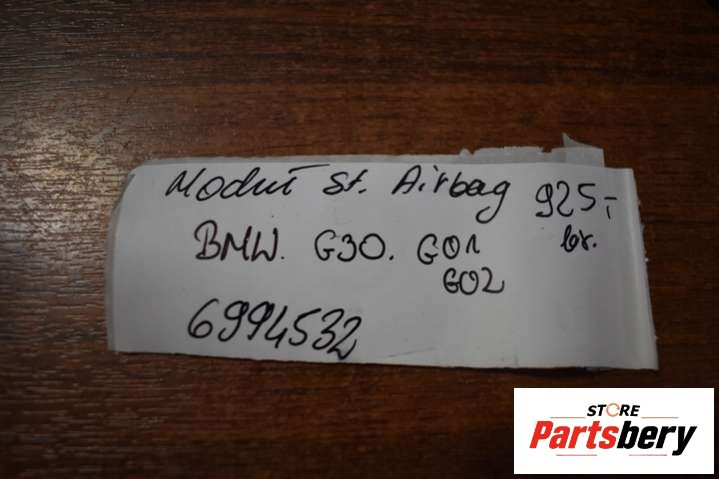 Moduł St. Airbag 925,-
br.
BMW. G30. G01
G02
6994532
STORE
Partsbery